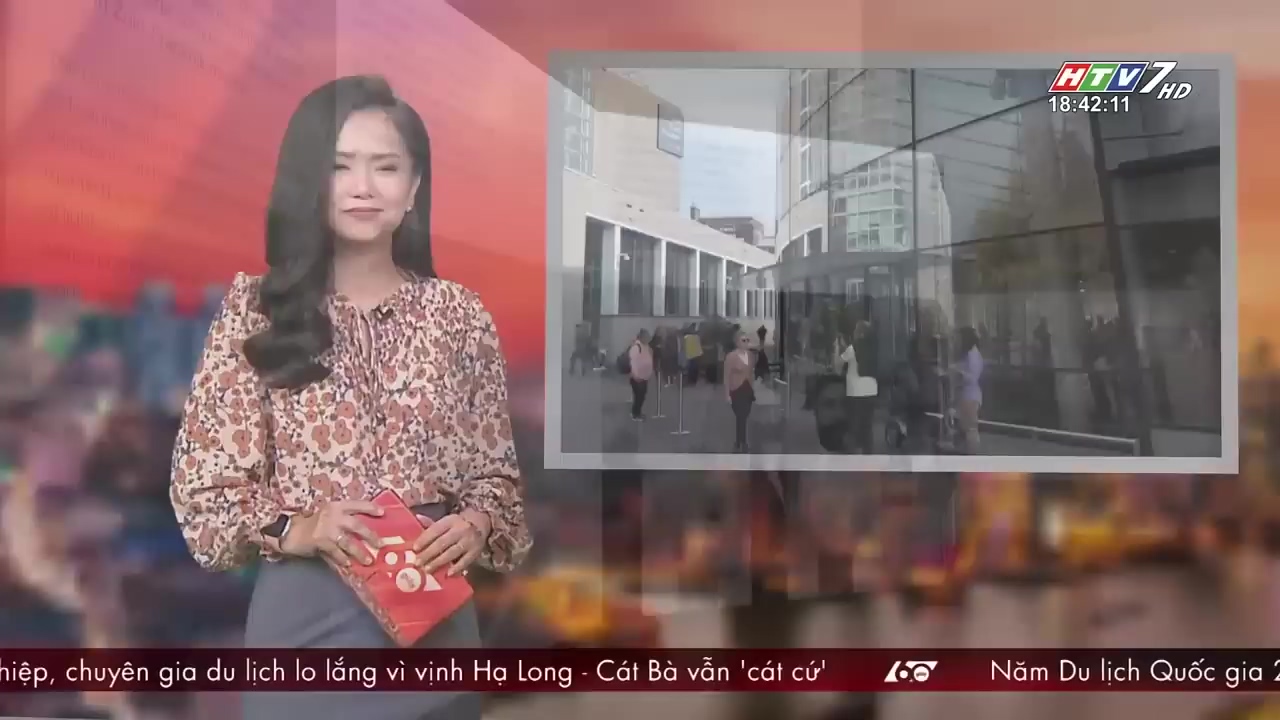 HTV7 HD
18:42:11
hiệp, chuyên gia du lịch lo lắng vì vịnh Hạ Long - Cát Bà vẫn 'cát cứ'
60 Năm Du lịch Quốc gia